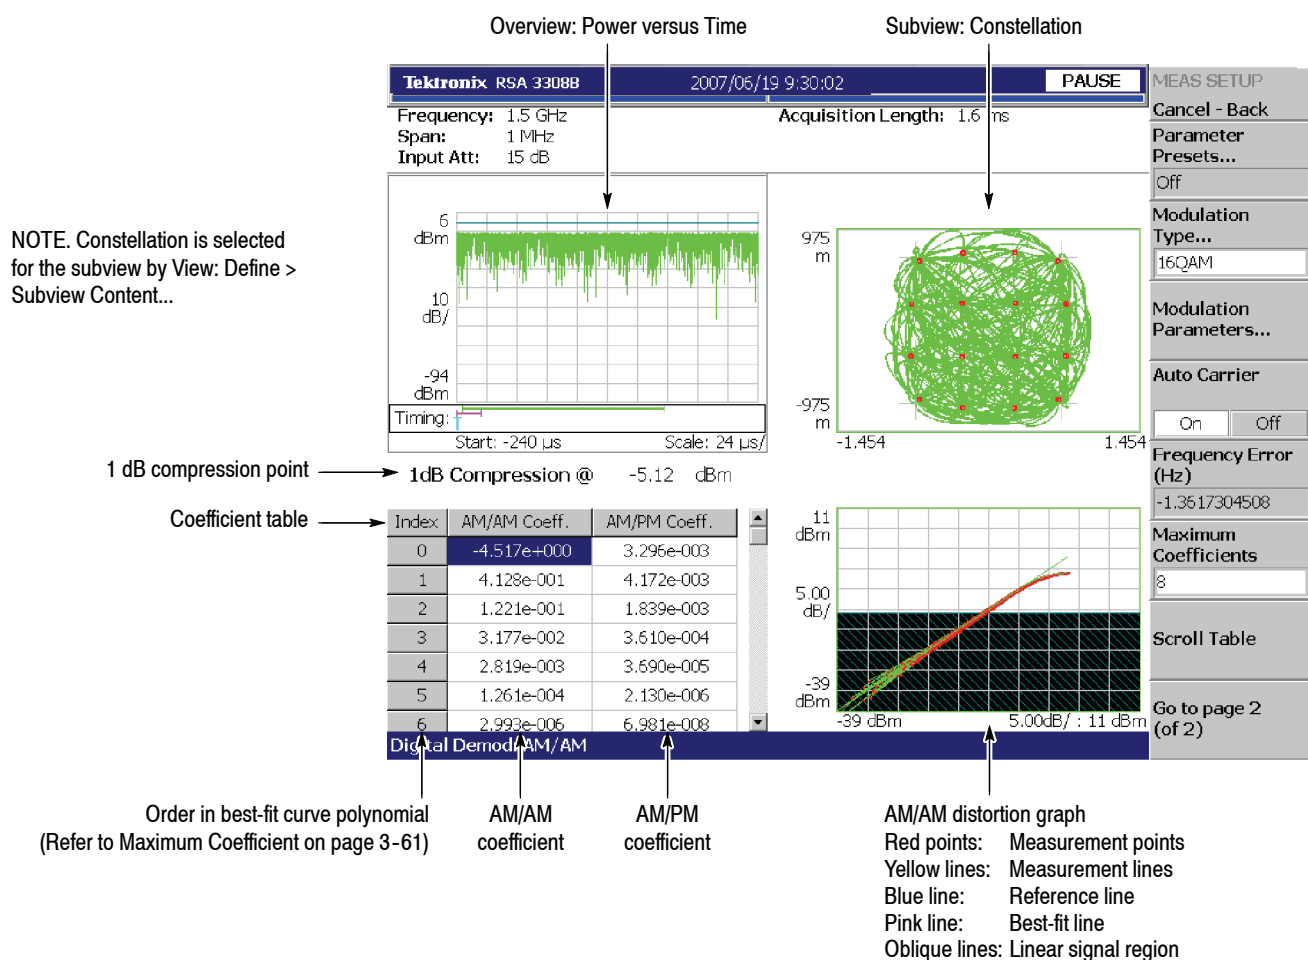 Overview: Power versus Time
Subview: Constellation
Tektronix RSA 3308B
2007/06/19 9:30:02
PAUSE
MEAS SETUP
Cancel - Back
Frequency: 1.5 GHz
Acquisition Length: 1.6 ms
Span: 1 MHz
Input Att: 15 dB
Parameter
Presets...
Off
Modulation
Type...
16QAM
Modulation
Parameters...
Auto Carrier
On Off
Frequency Error
(Hz)
-1.3617304508
Maximum
Coefficients
8
Scroll Table
Go to page 2
(of 2)
NOTE. Constellation is selected
for the subview by View: Define >
Subview Content...
6
dBm
10
dB/
-94
dBm
Timing:
Start: -240 µs
Scale: 24 µs/
975
m
-975
m
-1.454
1.454
1 dB compression point
1dB Compression @ -5.12 dBm
Coefficient table
Index AM/AM Coeff. AM/PM Coeff.
0 -4.517e+000 3.296e-003
1 4.128e-001 4.172e-003
2 1.221e-001 1.839e-003
3 3.177e-002 3.610e-004
4 2.819e-003 3.690e-005
5 1.261e-004 2.130e-006
6 2.993e-006 6.981e-008
11
dBm
5.00
dB/
-39
dBm
-39 dBm
5.00dB/ : 11 dBm
Digital Demod: AM/AM
Order in best-fit curve polynomial
(Refer to Maximum Coefficient on page 3-61)
AM/AM
coefficient
AM/PM
coefficient
AM/AM distortion graph
Red points: Measurement points
Yellow lines: Measurement lines
Blue line: Reference line
Pink line: Best-fit line
Oblique lines: Linear signal region